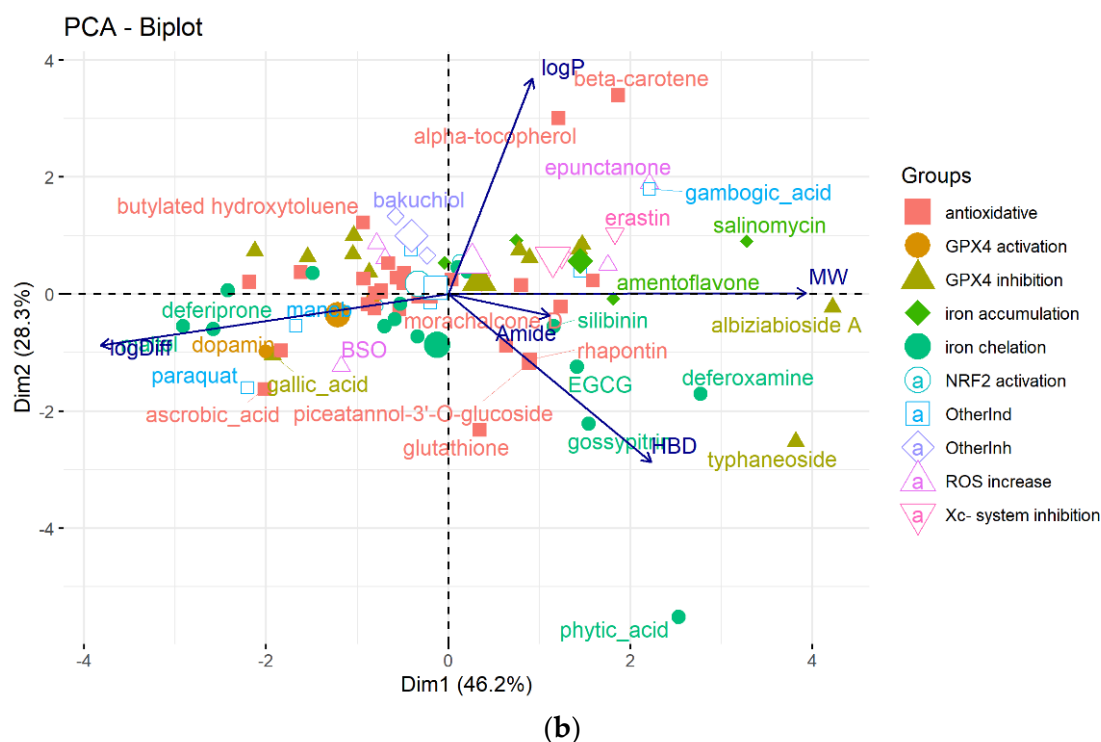 PCA - Biplot
4
2
0
-2
-4
Dim2 (28.3%)
logP
beta-carotene
alpha-tocopherol
epunctanone
gambogic_acid
bakuchiol
butylated hydroxytoluene
erastin
salinomycin
amentoflavone
MW
deferiprone
maneb
morachalcone D
silibinin
albiziabioside A
logDiff
dopamin
BSO
Amide
rhapontin
paraquat
gallic_acid
EGCG
deferoxamine
ascrobic_acid
piceatannol-3'-O-glucoside
glutathione
gossypitrin
HBD
typhaneoside
phytic_acid
-4
-2
0
2
4
Dim1 (46.2%)
Groups
antioxidative
GPX4 activation
GPX4 inhibition
iron accumulation
iron chelation
a NRF2 activation
a OtherInd
a OtherInh
a ROS increase
a Xc- system inhibition
(b)